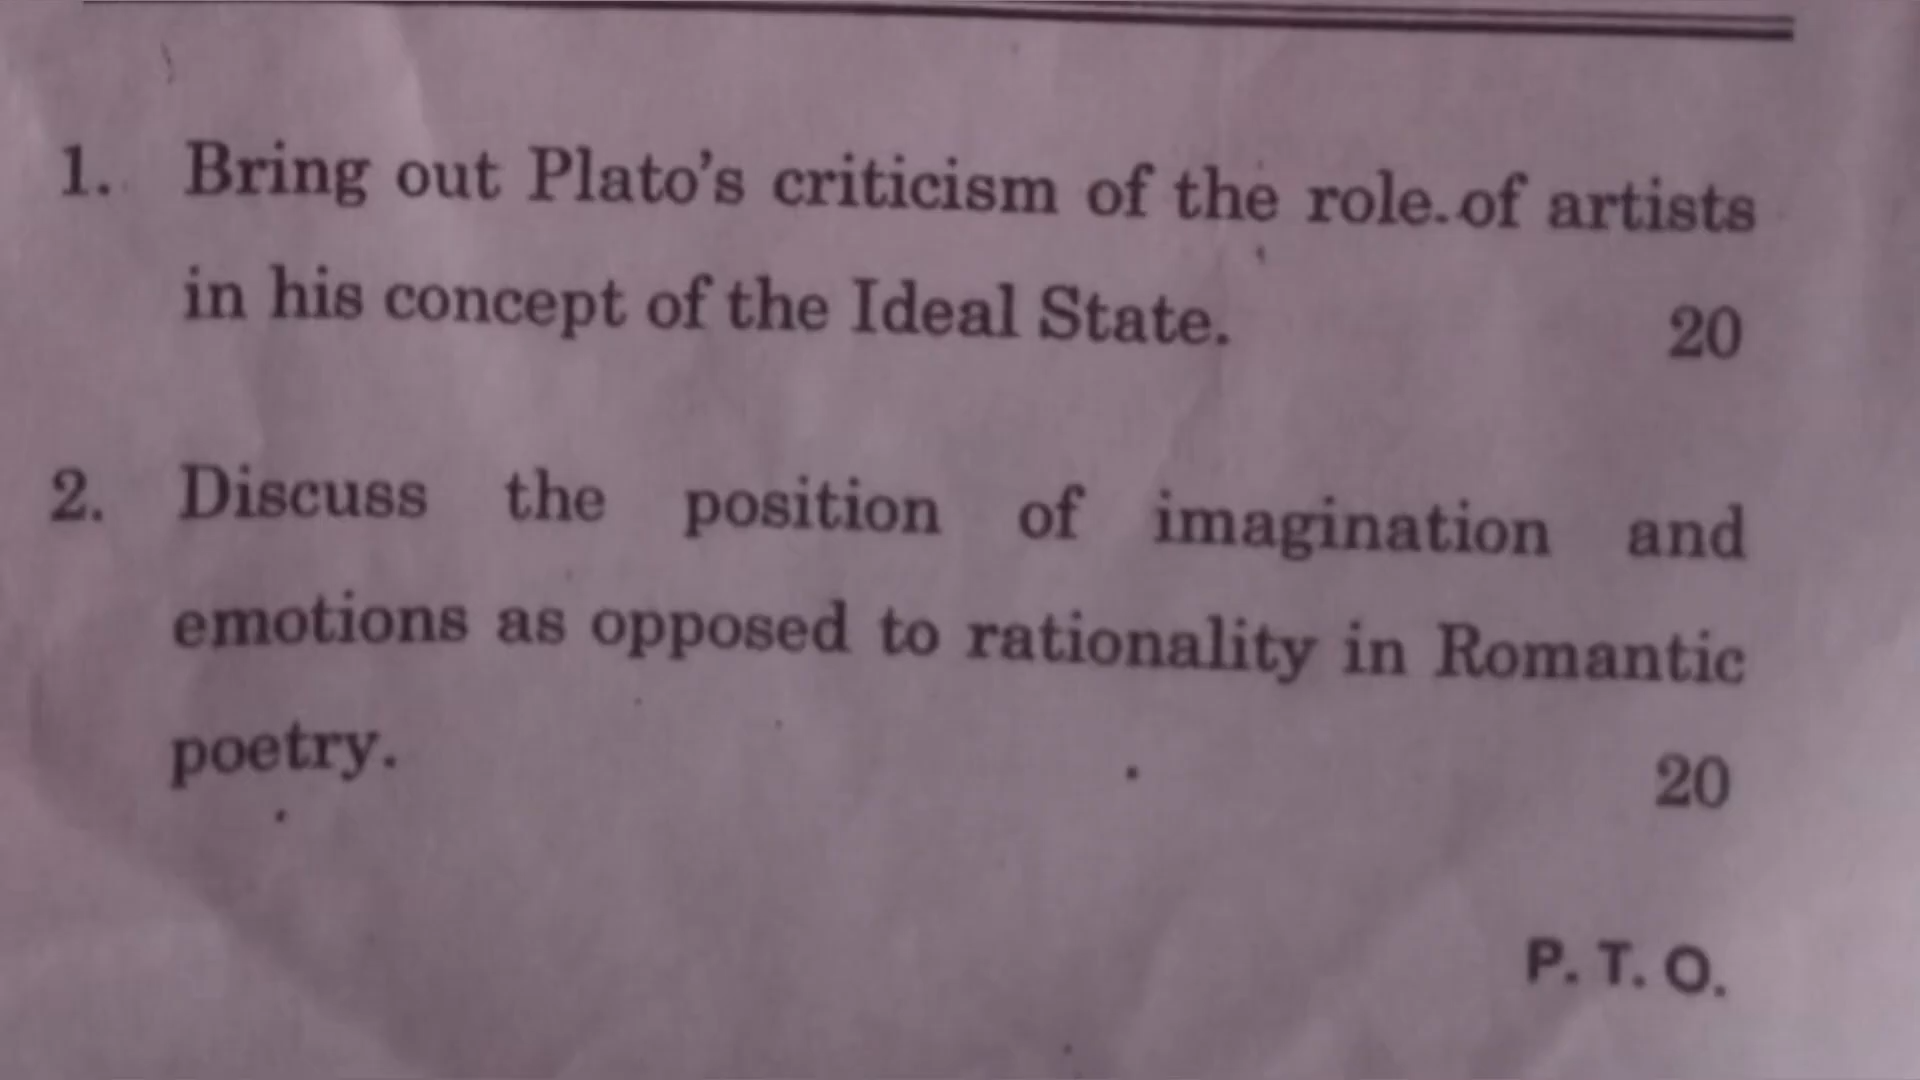 1. Bring out Plato's criticism of the role of artists
in his concept of the Ideal State. 20
2. Discuss the position of imagination and
emotions as opposed to rationality in Romantic
poetry. 20
P. T. O.